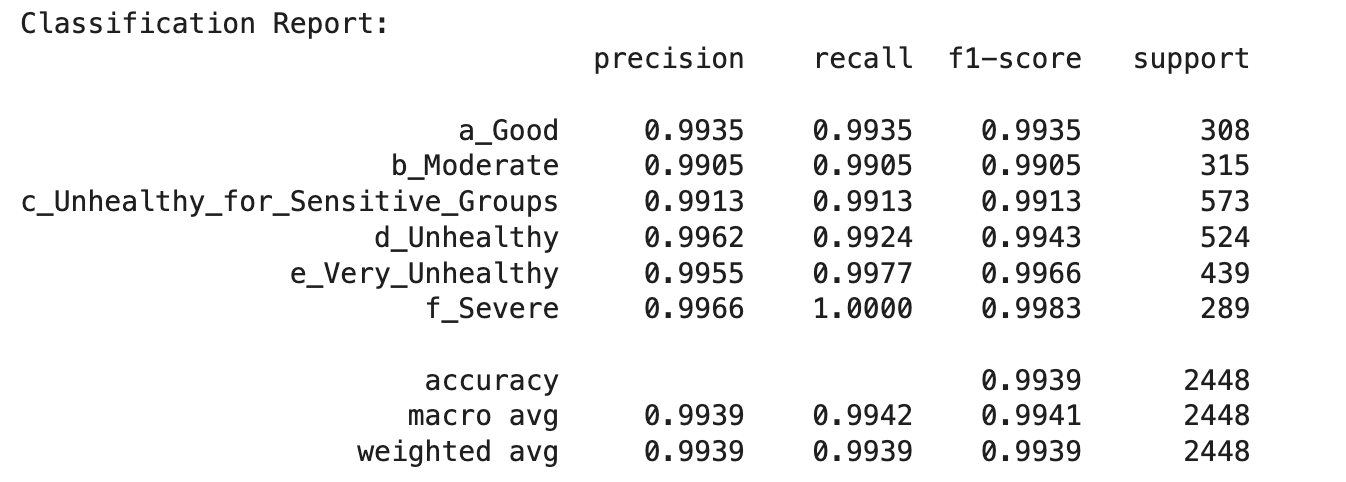 Classification Report:
precision recall f1-score support
a_Good 0.9935 0.9935 0.9935 308
b_Moderate 0.9905 0.9905 0.9905 315
c_Unhealthy_for_Sensitive_Groups 0.9913 0.9913 0.9913 573
d_Unhealthy 0.9962 0.9924 0.9943 524
e_Very_Unhealthy 0.9955 0.9977 0.9966 439
f_Severe 0.9966 1.0000 0.9983 289
accuracy 0.9939 2448
macro avg 0.9939 0.9942 0.9941 2448
weighted avg 0.9939 0.9939 0.9939 2448